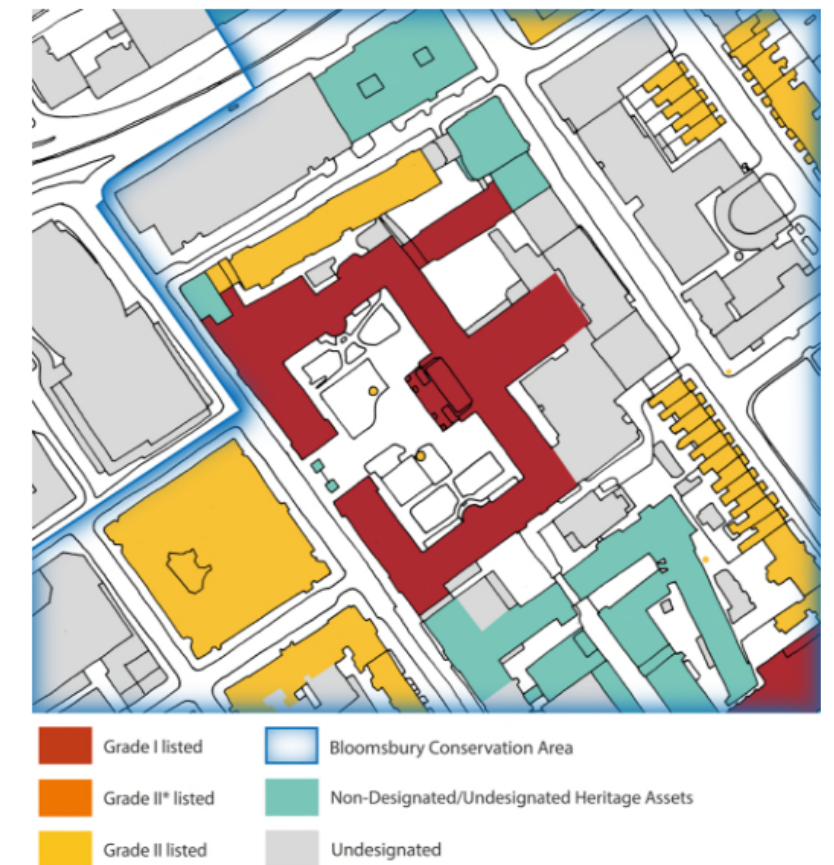 Grade I listed
Bloomsbury Conservation Area
Grade II* listed
Non-Designated/Undesignated Heritage Assets
Grade II listed
Undesignated